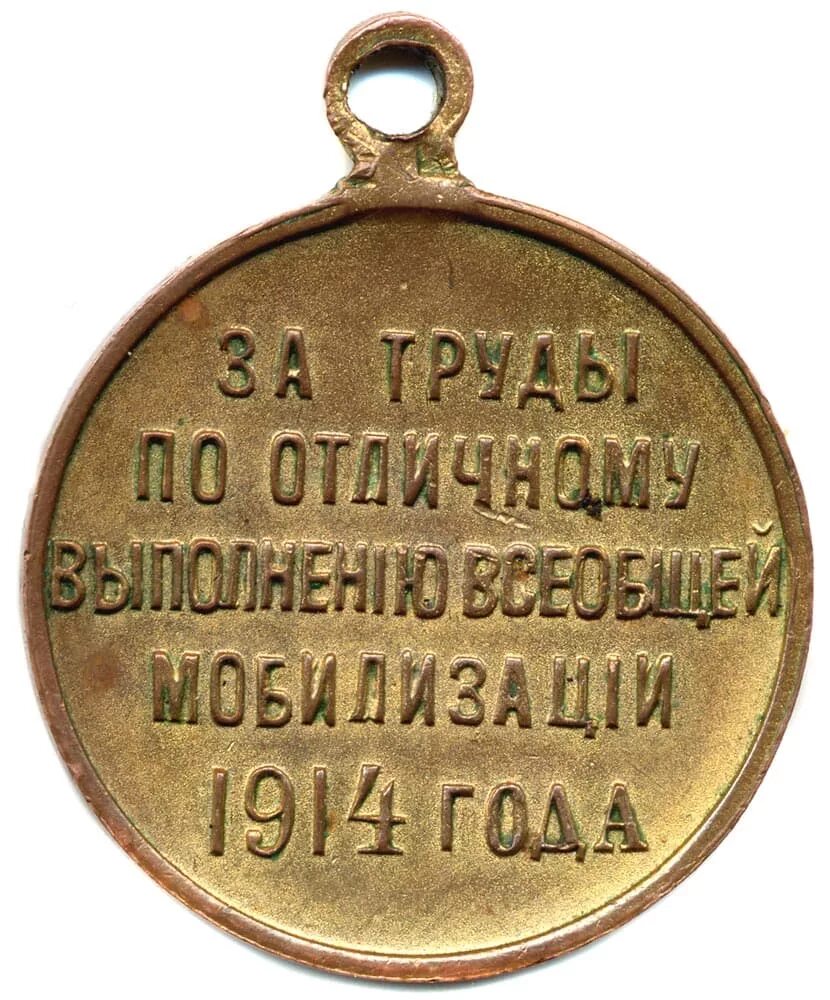 ЗА ТРУДЫ
ПО ОТЛИЧНОМУ
ВЫПОЛНЕНІЮ ВСЕОБЩЕЙ
МОБИЛИЗАЦІИ
1914 ГОДА